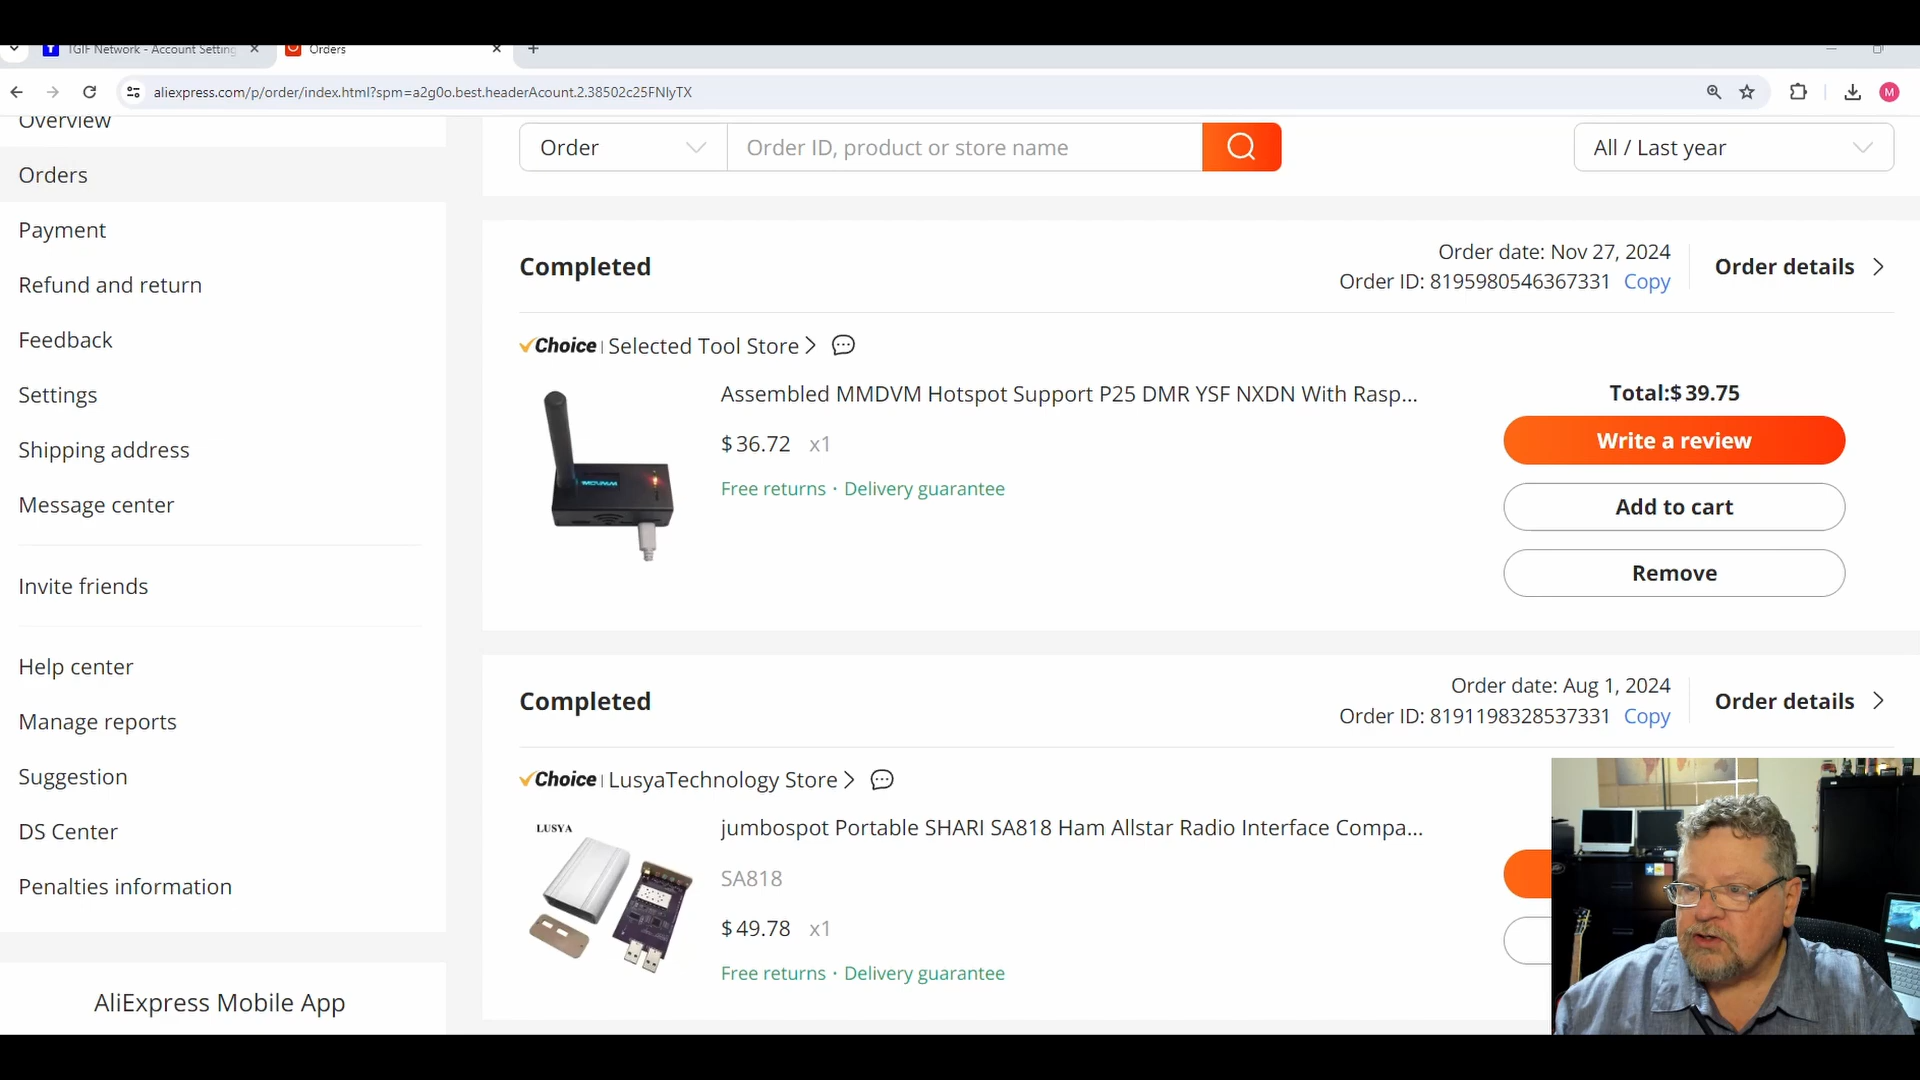 TGIF Network - Account Setting
Orders
aliexpress.com/p/order/index.html?spm=a2g0o.best.headerAcount.2.38502c25FNlyTX
M
Overview
Orders
Payment
Refund and return
Feedback
Settings
Shipping address
Message center
Invite friends
Help center
Manage reports
Suggestion
DS Center
Penalties information
AliExpress Mobile App
Order
Order ID, product or store name
All / Last year
Completed
Order date: Nov 27, 2024
Order ID: 8195980546367331 Copy
Order details
Choice | Selected Tool Store
Assembled MMDVM Hotspot Support P25 DMR YSF NXDN With Rasp...
$36.72 x1
Free returns · Delivery guarantee
MMDVM
Total:$39.75
Write a review
Add to cart
Remove
Completed
Order date: Aug 1, 2024
Order ID: 8191198328537331 Copy
Order details
Choice | LusyaTechnology Store
LUSYA
jumbospot Portable SHARI SA818 Ham Allstar Radio Interface Compa...
SA818
$49.78 x1
Free returns · Delivery guarantee